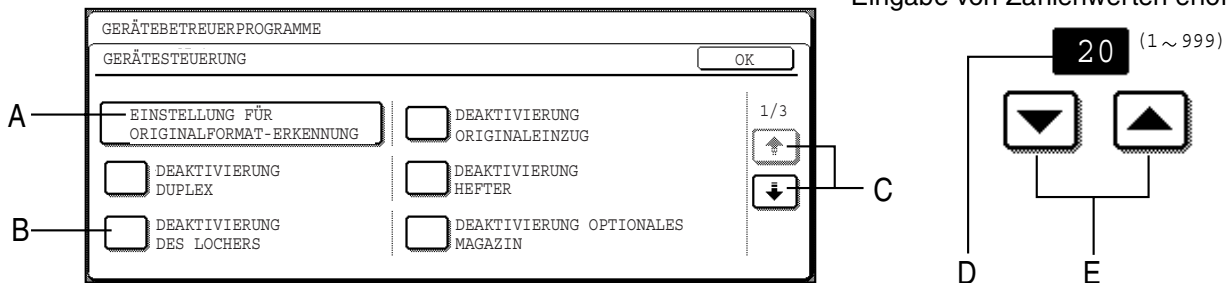 Eingabe von Zahlenwerten
GERÄTEBETREUERPROGRAMME
GERÄTESTEUERUNG
OK
A
EINSTELLUNG FÜR
ORIGINALFORMAT-ERKENNUNG
DEAKTIVIERUNG
ORIGINALEINZUG
1/3
DEAKTIVIERUNG
DUPLEX
DEAKTIVIERUNG
HEFTER
C
B
DEAKTIVIERUNG
DES LOCHERS
DEAKTIVIERUNG OPTIONALES
MAGAZIN
20 (1~999)
D
E